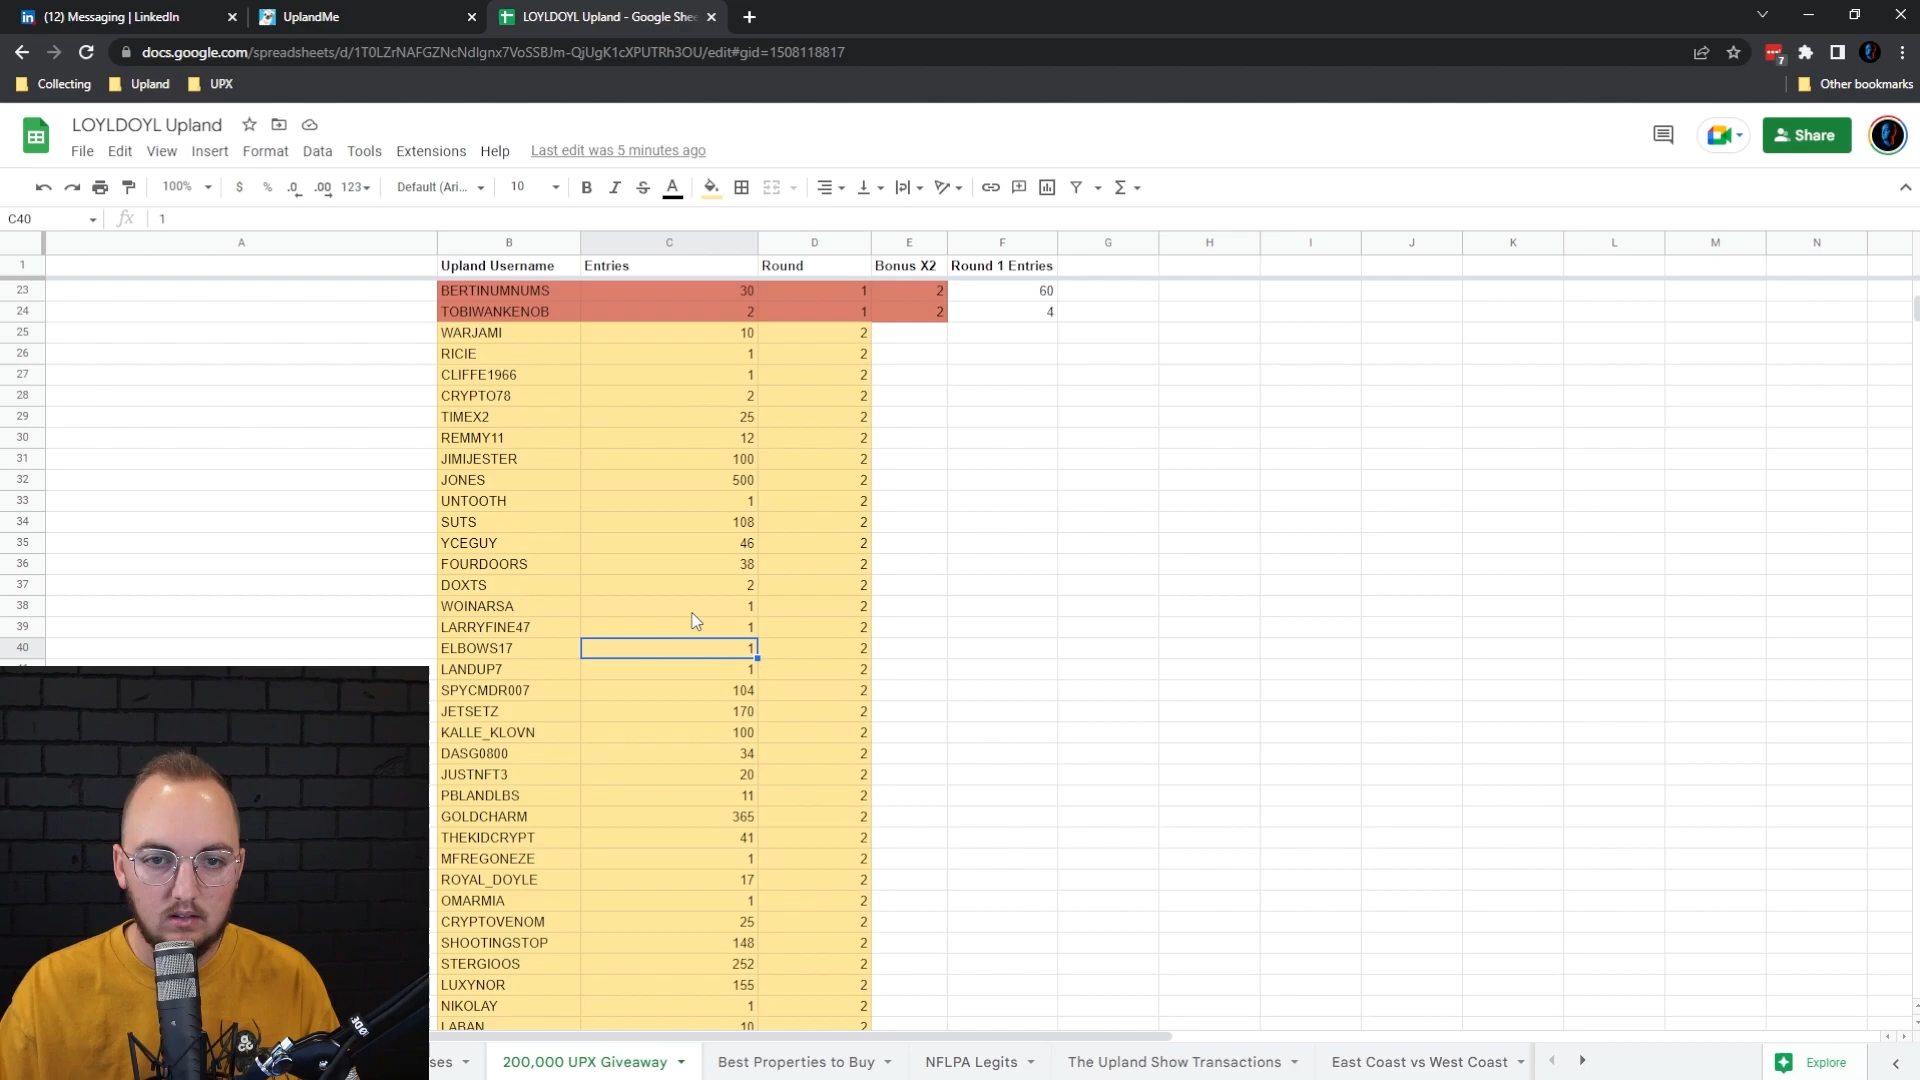 (12) Messaging | LinkedIn
UplandMe
LOYLDOYL Upland - Google She
docs.google.com/spreadsheets/d/1T0LZrNAFGZNcNdIgnx7VoSSBJm-QjUgK1cXPUTRh3OU/edit#gid=1508118817
7
Collecting Upland UPX Other bookmarks
LOYLDOYL Upland
Share
File Edit View Insert Format Data Tools Extensions Help Last edit was 5 minutes ago
100% $ % .0 .00 123 Default (Ari... 10 B I S A
C40 fx 1
A B C D E F G H I J K L M N
1 Upland Username Entries Round Bonus X2 Round 1 Entries
23 BERTINUMNUMS 30 1 2 60
24 TOBIWANKENOB 2 1 2 4
25 WARJAMI 10 2
26 RICIE 1 2
27 CLIFFE1966 1 2
28 CRYPTO78 2 2
29 TIMEX2 25 2
30 REMMY11 12 2
31 JIMIJESTER 100 2
32 JONES 500 2
33 UNTOOTH 1 2
34 SUTS 108 2
35 YCEGUY 46 2
36 FOURDOORS 38 2
37 DOXTS 2 2
38 WOINARSA 1 2
39 LARRYFINE47 1 2
40 ELBOWS17 1 2
LANDUP7 1 2
SPYCMDR007 104 2
JETSETZ 170 2
KALLE_KLOVN 100 2
DASG0800 34 2
JUSTNFT3 20 2
PBLANDLBS 11 2
GOLDCHARM 365 2
THEKIDCRYPT 41 2
MFREGONEZE 1 2
ROYAL_DOYLE 17 2
OMARMIA 1 2
CRYPTOVENOM 25 2
SHOOTINGSTOP 148 2
STERGIOOS 252 2
LUXYNOR 155 2
NIKOLAY 1 2
LABAN 10 2
ses 200,000 UPX Giveaway Best Properties to Buy NFLPA Legits The Upland Show Transactions East Coast vs West Coast Explore